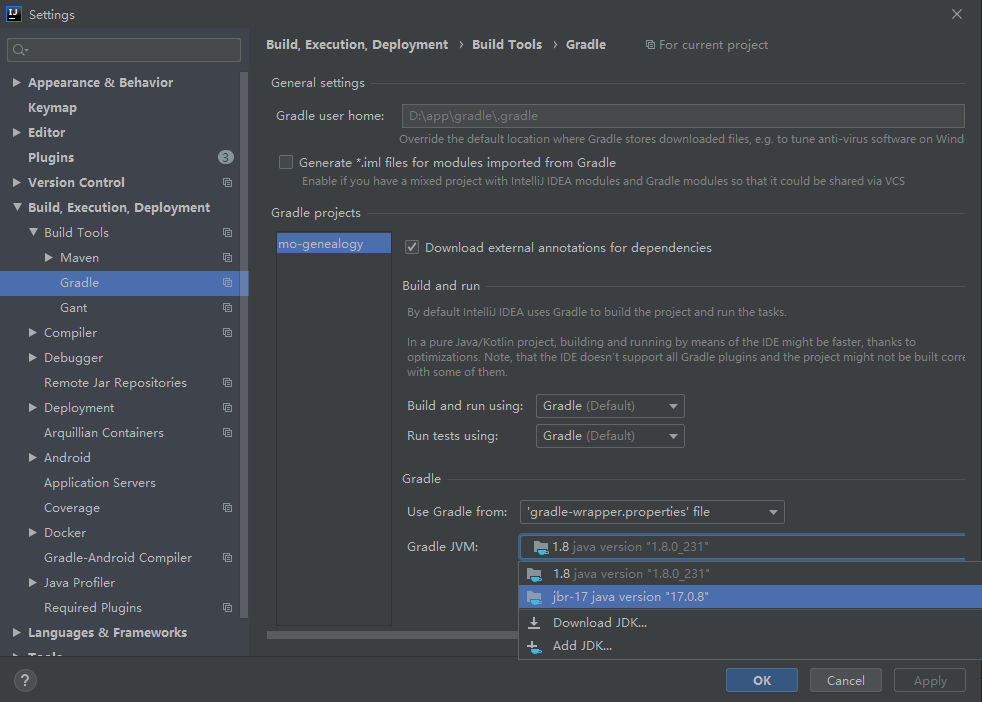 Settings
Build, Execution, Deployment › Build Tools › Gradle For current project
Appearance & Behavior
Keymap
Editor
Plugins 3
Version Control
Build, Execution, Deployment
Build Tools
Maven
Gradle
Gant
Compiler
Debugger
Remote Jar Repositories
Deployment
Arquillian Containers
Android
Application Servers
Coverage
Docker
Gradle-Android Compiler
Java Profiler
Required Plugins
Languages & Frameworks
Tools
General settings
Gradle user home: D:\app\gradle\.gradle
Override the default location where Gradle stores downloaded files, e.g. to tune anti-virus software on Wind
Generate *.iml files for modules imported from Gradle
Enable if you have a mixed project with IntelliJ IDEA modules and Gradle modules so that it could be shared via VCS
Gradle projects
mo-genealogy
Download external annotations for dependencies
Build and run
By default IntelliJ IDEA uses Gradle to build the project and run the tasks.
In a pure Java/Kotlin project, building and running by means of the IDE might be faster, thanks to
optimizations. Note, that the IDE doesn't support all Gradle plugins and the project might not be built corre
with some of them.
Build and run using: Gradle (Default)
Run tests using: Gradle (Default)
Gradle
Use Gradle from: 'gradle-wrapper.properties' file
Gradle JVM: 1.8 java version "1.8.0_231"
1.8 java version "1.8.0_231"
jbr-17 java version "17.0.8"
Download JDK...
Add JDK...
? OK Cancel Apply